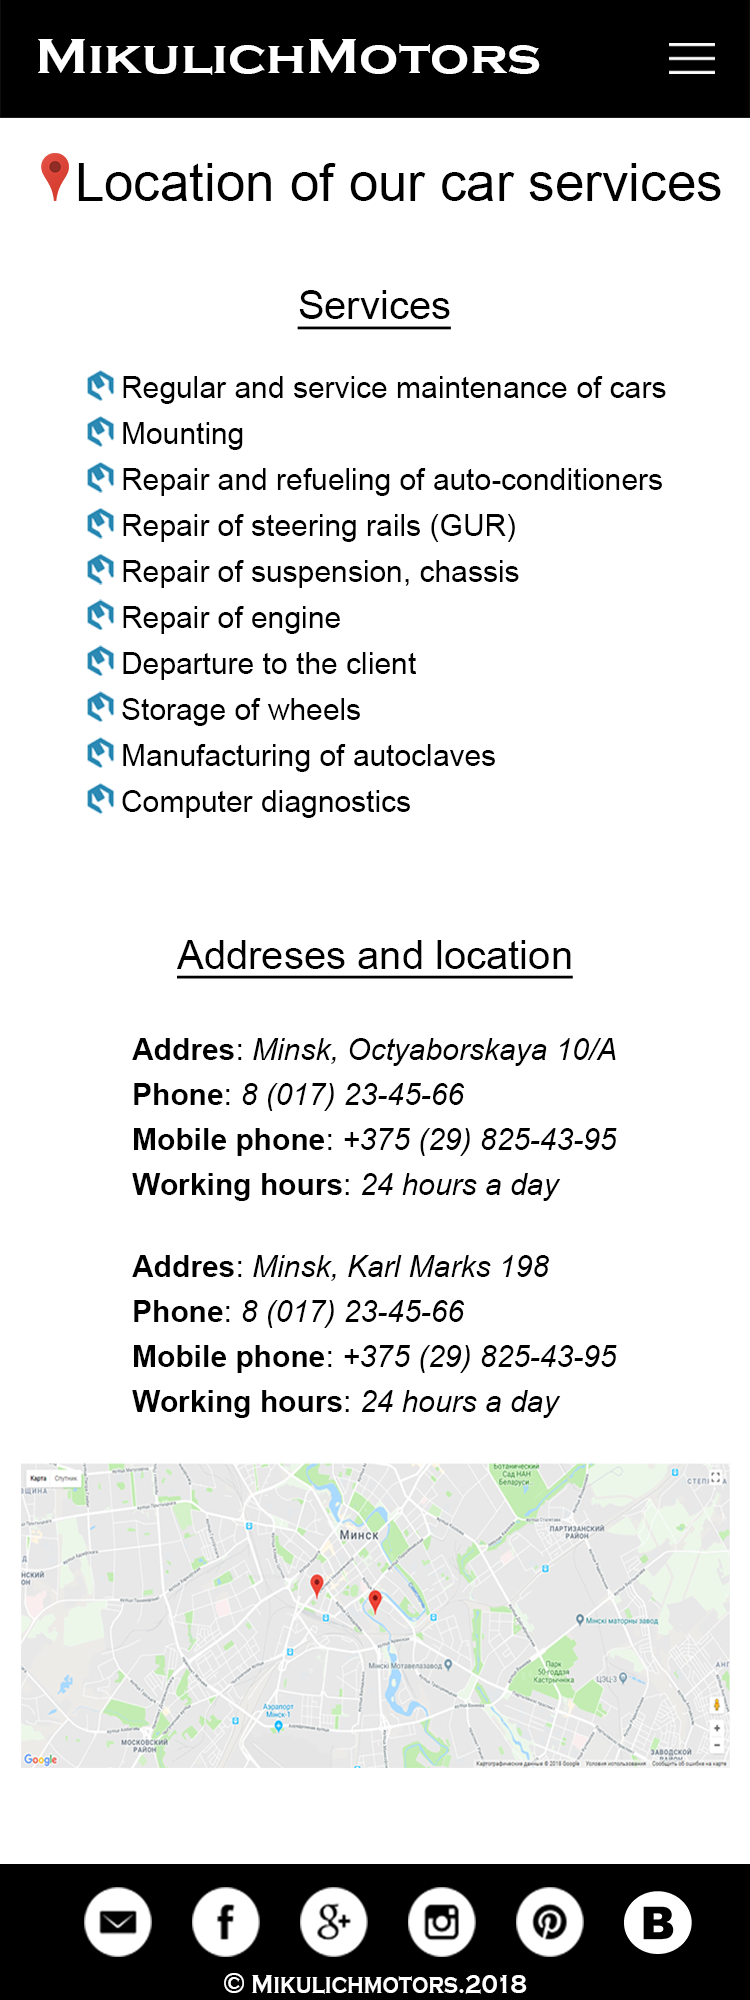 MikulichMotors
Location of our car services
Services
Regular and service maintenance of cars
Mounting
Repair and refueling of auto-conditioners
Repair of steering rails (GUR)
Repair of suspension, chassis
Repair of engine
Departure to the client
Storage of wheels
Manufacturing of autoclaves
Computer diagnostics
Addreses and location
Addres: Minsk, Octyaborskaya 10/A
Phone: 8 (017) 23-45-66
Mobile phone: +375 (29) 825-43-95
Working hours: 24 hours a day
Addres: Minsk, Karl Marks 198
Phone: 8 (017) 23-45-66
Mobile phone: +375 (29) 825-43-95
Working hours: 24 hours a day
Карта Спутник
Ботанический
Сад НАН
Беларуси
МИНСК
ПАРТИЗАНСКИЙ
РАЙОН
Мінскі маторны завод
Мінскі Мотавелазавод
Парк
50-годдзя
Кастрычніка
ЦЭЦ-3
Аэрапорт
Мінск-1
МОСКОВСКИЙ
РАЙОН
ЗАВОДСКОЙ
РАЙОН
Google
Картографические данные © 2018 Google Условия использования Сообщить об ошибке на карте
f
g+
B
© Mikulichmotors.2018